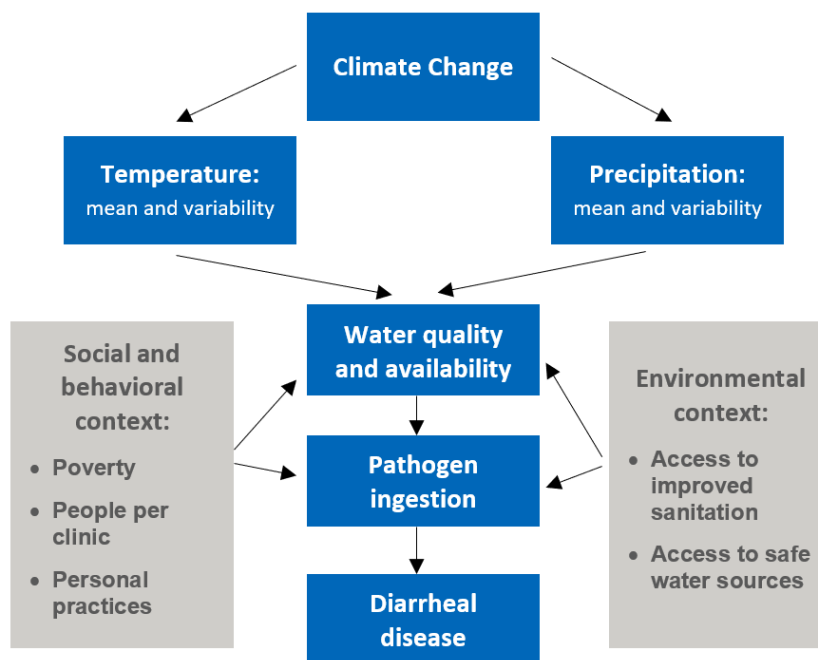 Climate Change
Temperature:
mean and variability
Precipitation:
mean and variability
Water quality
and availability
Social and
behavioral
context:
• Poverty
• People per
clinic
• Personal
practices
Environmental
context:
• Access to
improved
sanitation
• Access to safe
water sources
Pathogen
ingestion
Diarrheal
disease